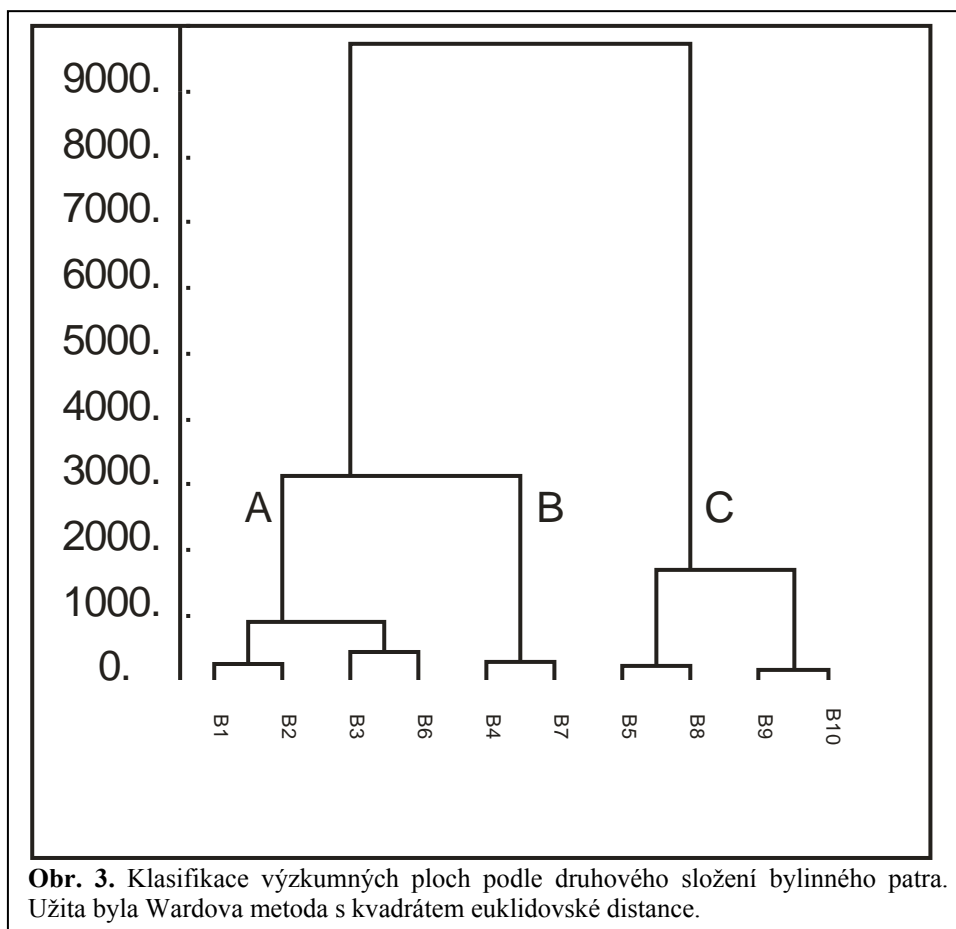 9000.
8000.
7000.
6000.
5000.
4000.
3000.
2000.
1000.
0.
A
B
C
B1
B2
B3
B6
B4
B7
B5
B8
B9
B10
Obr. 3. Klasifikace výzkumných ploch podle druhového složení bylinného patra.
Užita byla Wardova metoda s kvadrátem euklidovské distance.